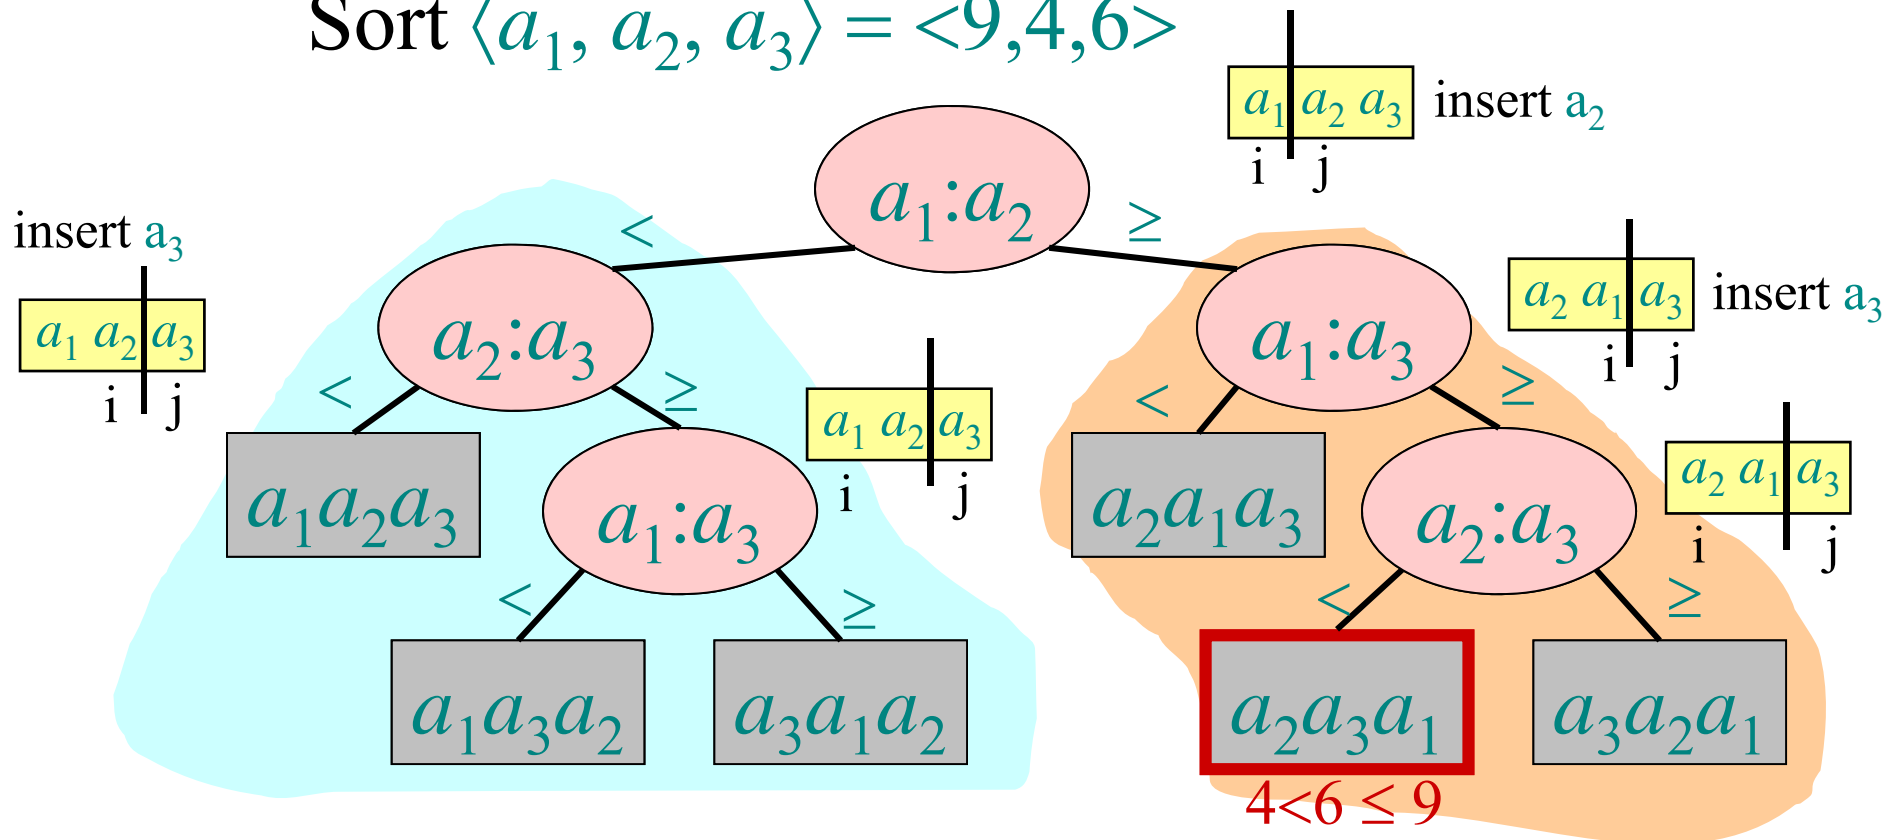 Sort ⟨a₁, a₂, a₃⟩ = <9,4,6>
a₁ a₂ a₃ insert a₂
i j
a₁:a₂
< ≥
insert a₃
a₁ a₂ a₃
i j
a₂:a₃
< ≥
a₁ a₂ a₃
i j
a₁:a₃
< ≥
a₂ a₁ a₃ insert a₃
i j
a₂ a₁ a₃
i j
a₁a₂a₃
a₁:a₃
< ≥
a₂a₁a₃
a₂:a₃
< ≥
a₁a₃a₂
a₃a₁a₂
a₂a₃a₁
a₃a₂a₁
4<6 ≤ 9